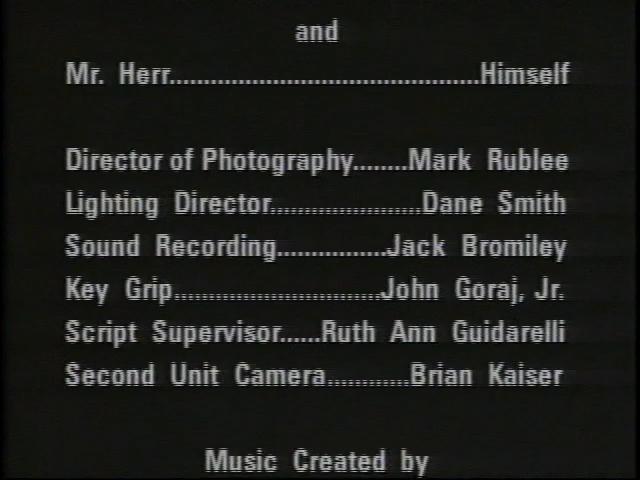 and
Mr. Herr.............................................Himself
Director of Photography........Mark Rublee
Lighting Director......................Dane Smith
Sound Recording................Jack Bromiley
Key Grip..............................John Goraj, Jr.
Script Supervisor......Ruth Ann Guidarelli
Second Unit Camera............Brian Kaiser
Music Created by